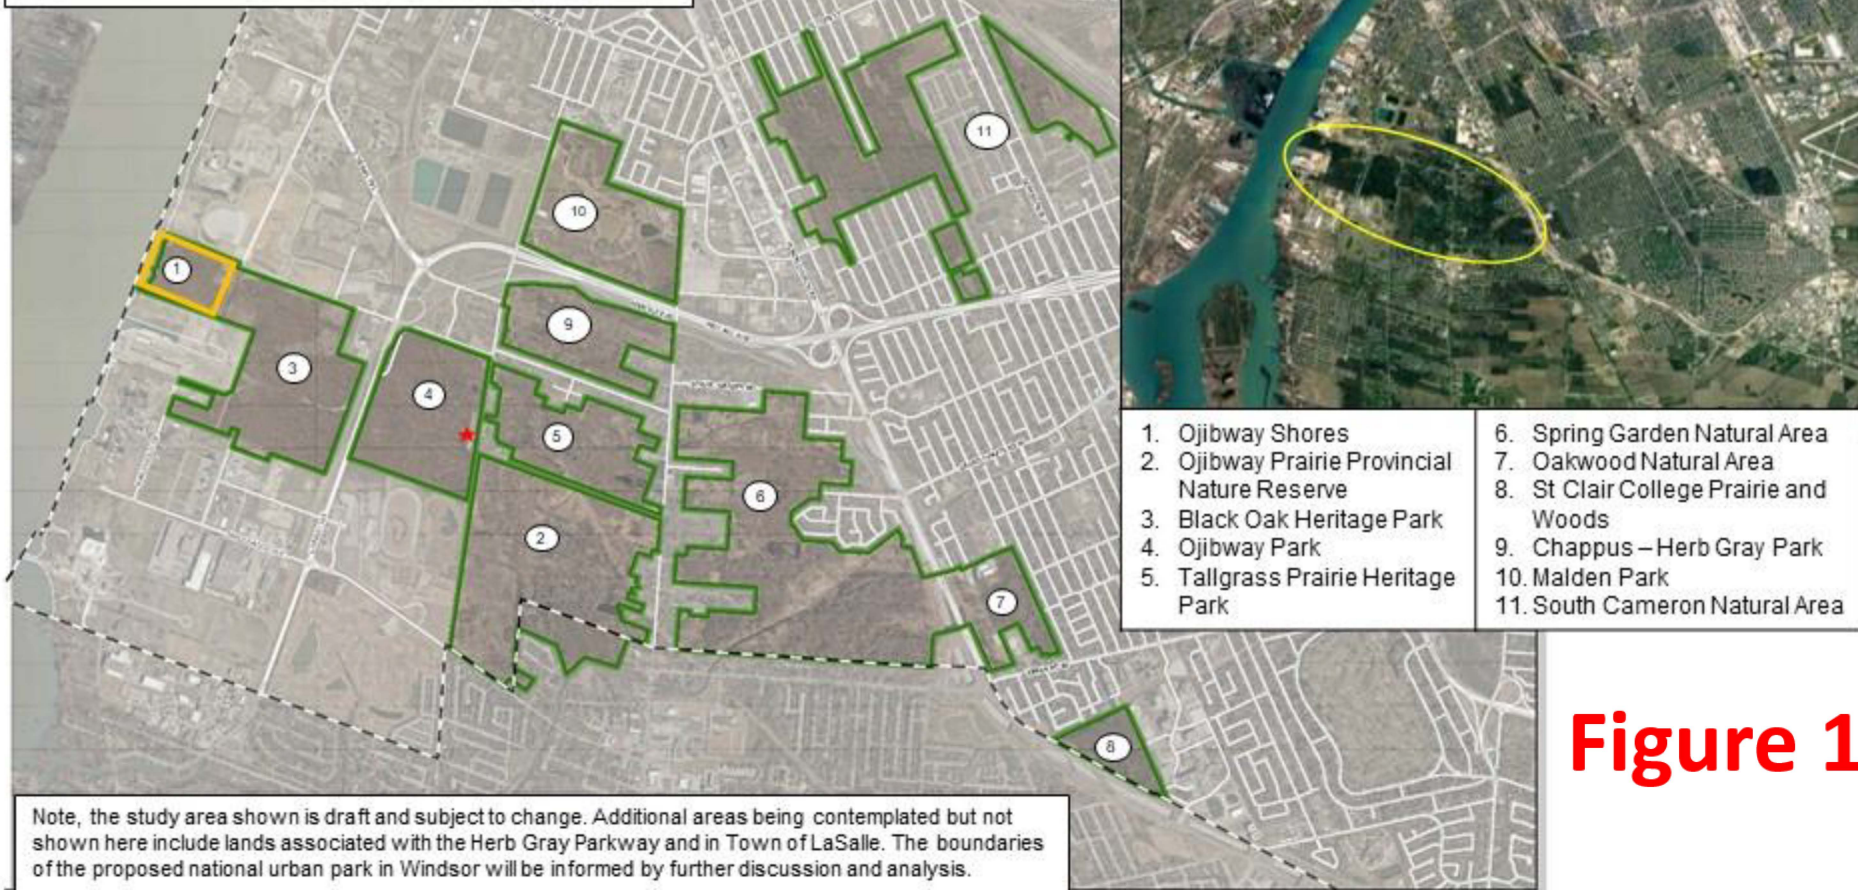 1
2
3
4
5
6
7
8
9
10
11
1. Ojibway Shores
2. Ojibway Prairie Provincial
Nature Reserve
3. Black Oak Heritage Park
4. Ojibway Park
5. Tallgrass Prairie Heritage
Park
6. Spring Garden Natural Area
7. Oakwood Natural Area
8. St Clair College Prairie and
Woods
9. Chappus – Herb Gray Park
10. Malden Park
11. South Cameron Natural Area
Figure 1
Note, the study area shown is draft and subject to change. Additional areas being contemplated but not
shown here include lands associated with the Herb Gray Parkway and in Town of LaSalle. The boundaries
of the proposed national urban park in Windsor will be informed by further discussion and analysis.